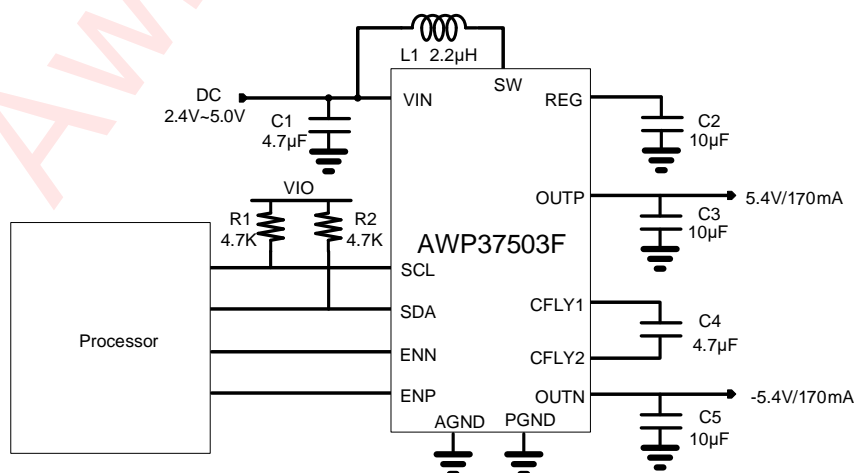 L1 2.2µH
SW
DC
2.4V~5.0V
VIN
REG
C1
4.7µF
C2
10µF
VIO
OUTP
5.4V/170mA
R1
4.7K
R2
4.7K
C3
10µF
AWP37503F
SCL
SDA
CFLY1
C4
4.7µF
Processor
ENN
CFLY2
ENP
OUTN
-5.4V/170mA
AGND
PGND
C5
10µF